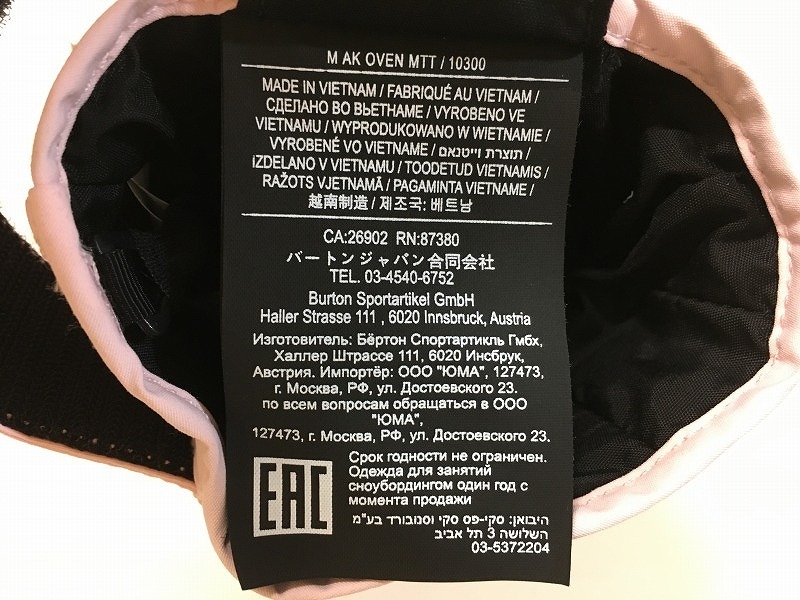 M AK OVEN MTT / 10300
MADE IN VIETNAM / FABRIQUÉ AU VIETNAM /
СДЕЛАНО ВО ВЬЕТНАМЕ / VYROBENO VE
VIETNAMU / WYPRODUKOWANO W WIETNAMIE /
VYROBENÉ VO VIETNAME / תוצרת וייטנאם /
IZDELANO V VIETNAMU / TOODETUD VIETNAMIS /
RAŽOTS VJETNAMĀ / PAGAMINTA VIETNAME /
越南制造 / 제조국: 베트남
CA:26902 RN:87380
バートンジャパン合同会社
TEL. 03-4540-6752
Burton Sportartikel GmbH
Haller Strasse 111 , 6020 Innsbruck, Austria
Изготовитель: Бёртон Спортартикль Гмбх,
Халлер Штрассе 111, 6020 Инсбрук,
Австрия. Импортёр: ООО "ЮМА", 127473,
г. Москва, РФ, ул. Достоевского 23.
по всем вопросам обращаться в ООО
"ЮМА",
127473, г. Москва, РФ, ул. Достоевского 23.
EAC
Срок годности не ограничен.
Одежда для занятий
сноубордингом один год с
момента продажи
היבואן: סקי-פס סקי וסנובורד בע"מ
השלושה 3 תל אביב
03-5372204